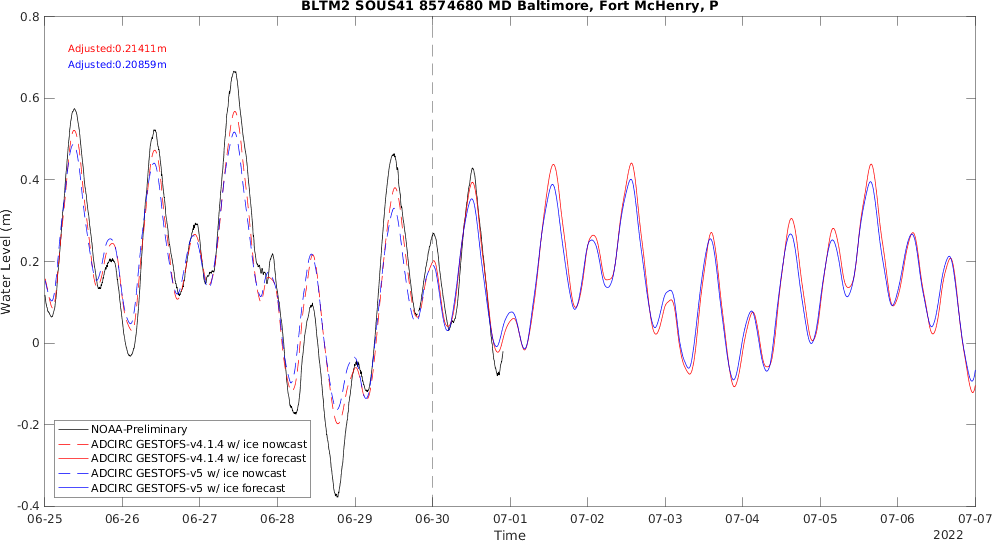 BLTM2 SOUS41 8574680 MD Baltimore, Fort McHenry, P
Adjusted:0.21411m
Adjusted:0.20859m
Water Level (m)
0.8
0.6
0.4
0.2
0
-0.2
-0.4
NOAA-Preliminary
ADCIRC GESTOFS-v4.1.4 w/ ice nowcast
ADCIRC GESTOFS-v4.1.4 w/ ice forecast
ADCIRC GESTOFS-v5 w/ ice nowcast
ADCIRC GESTOFS-v5 w/ ice forecast
06-25 06-26 06-27 06-28 06-29 06-30 07-01 07-02 07-03 07-04 07-05 07-06 07-07
Time
2022